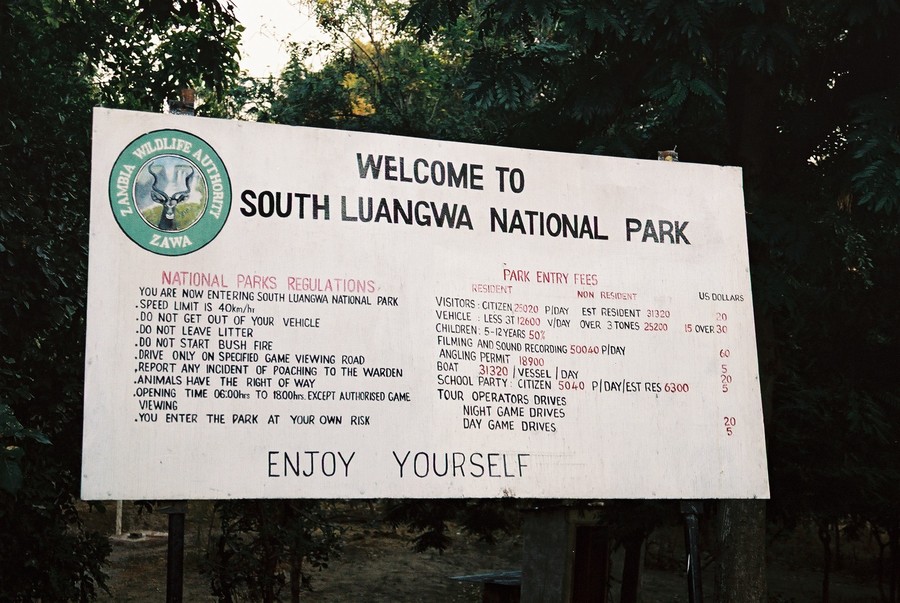 ZAMBIA WILDLIFE AUTHORITY
ZAWA
WELCOME TO
SOUTH LUANGWA NATIONAL PARK
NATIONAL PARKS REGULATIONS
YOU ARE NOW ENTERING SOUTH LUANGWA NATIONAL PARK
.SPEED LIMIT IS 40km/hr
.DO NOT GET OUT OF YOUR VEHICLE
.DO NOT LEAVE LITTER
.DO NOT START BUSH FIRE
.DRIVE ONLY ON SPECIFIED GAME VIEWING ROAD
.REPORT ANY INCIDENT OF POACHING TO THE WARDEN
.ANIMALS HAVE THE RIGHT OF WAY
.OPENING TIME 06:00hrs TO 1800hrs. EXCEPT AUTHORISED GAME
VIEWING
.YOU ENTER THE PARK AT YOUR OWN RISK
PARK ENTRY FEES
RESIDENT NON RESIDENT US DOLLARS
VISITORS: CITIZEN 25020 P/DAY EST RESIDENT 31320 20
VEHICLE : LESS 3T 12600 V/DAY OVER 3 TONES 25200 15 OVER 30
CHILDREN: 5-12YEARS 50%
FILMING AND SOUND RECORDING 50040 P/DAY 60
ANGLING PERMIT 18900 5
BOAT 31320 / VESSEL / DAY 20
SCHOOL PARTY: CITIZEN 5040 P/DAY/EST RES 6300 5
TOUR OPERATORS DRIVES
NIGHT GAME DRIVES 20
DAY GAME DRIVES 5
ENJOY YOURSELF